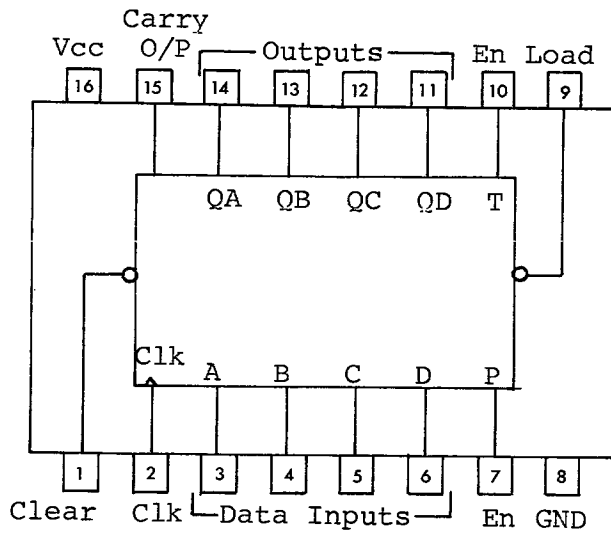 Carry
Vcc O/P Outputs En Load
16 15 14 13 12 11 10 9
QA QB QC QD T
Clk
A B C D P
1 2 3 4 5 6 7 8
Clear Clk Data Inputs En GND